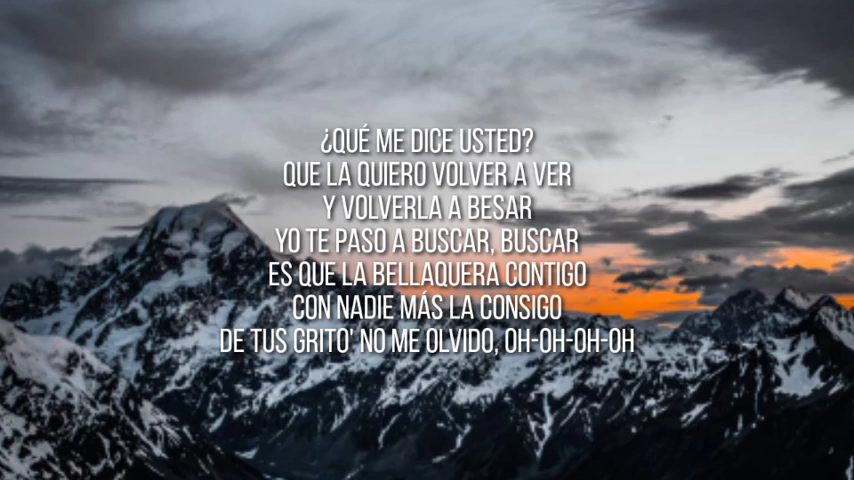 ¿QUÉ ME DICE USTED?
QUE LA QUIERO VOLVER A VER
Y VOLVERLA A BESAR
YO TE PASO A BUSCAR, BUSCAR
ES QUE LA BELLAQUERA CONTIGO
CON NADIE MÁS LA CONSIGO
DE TUS GRITO' NO ME OLVIDO, OH-OH-OH-OH